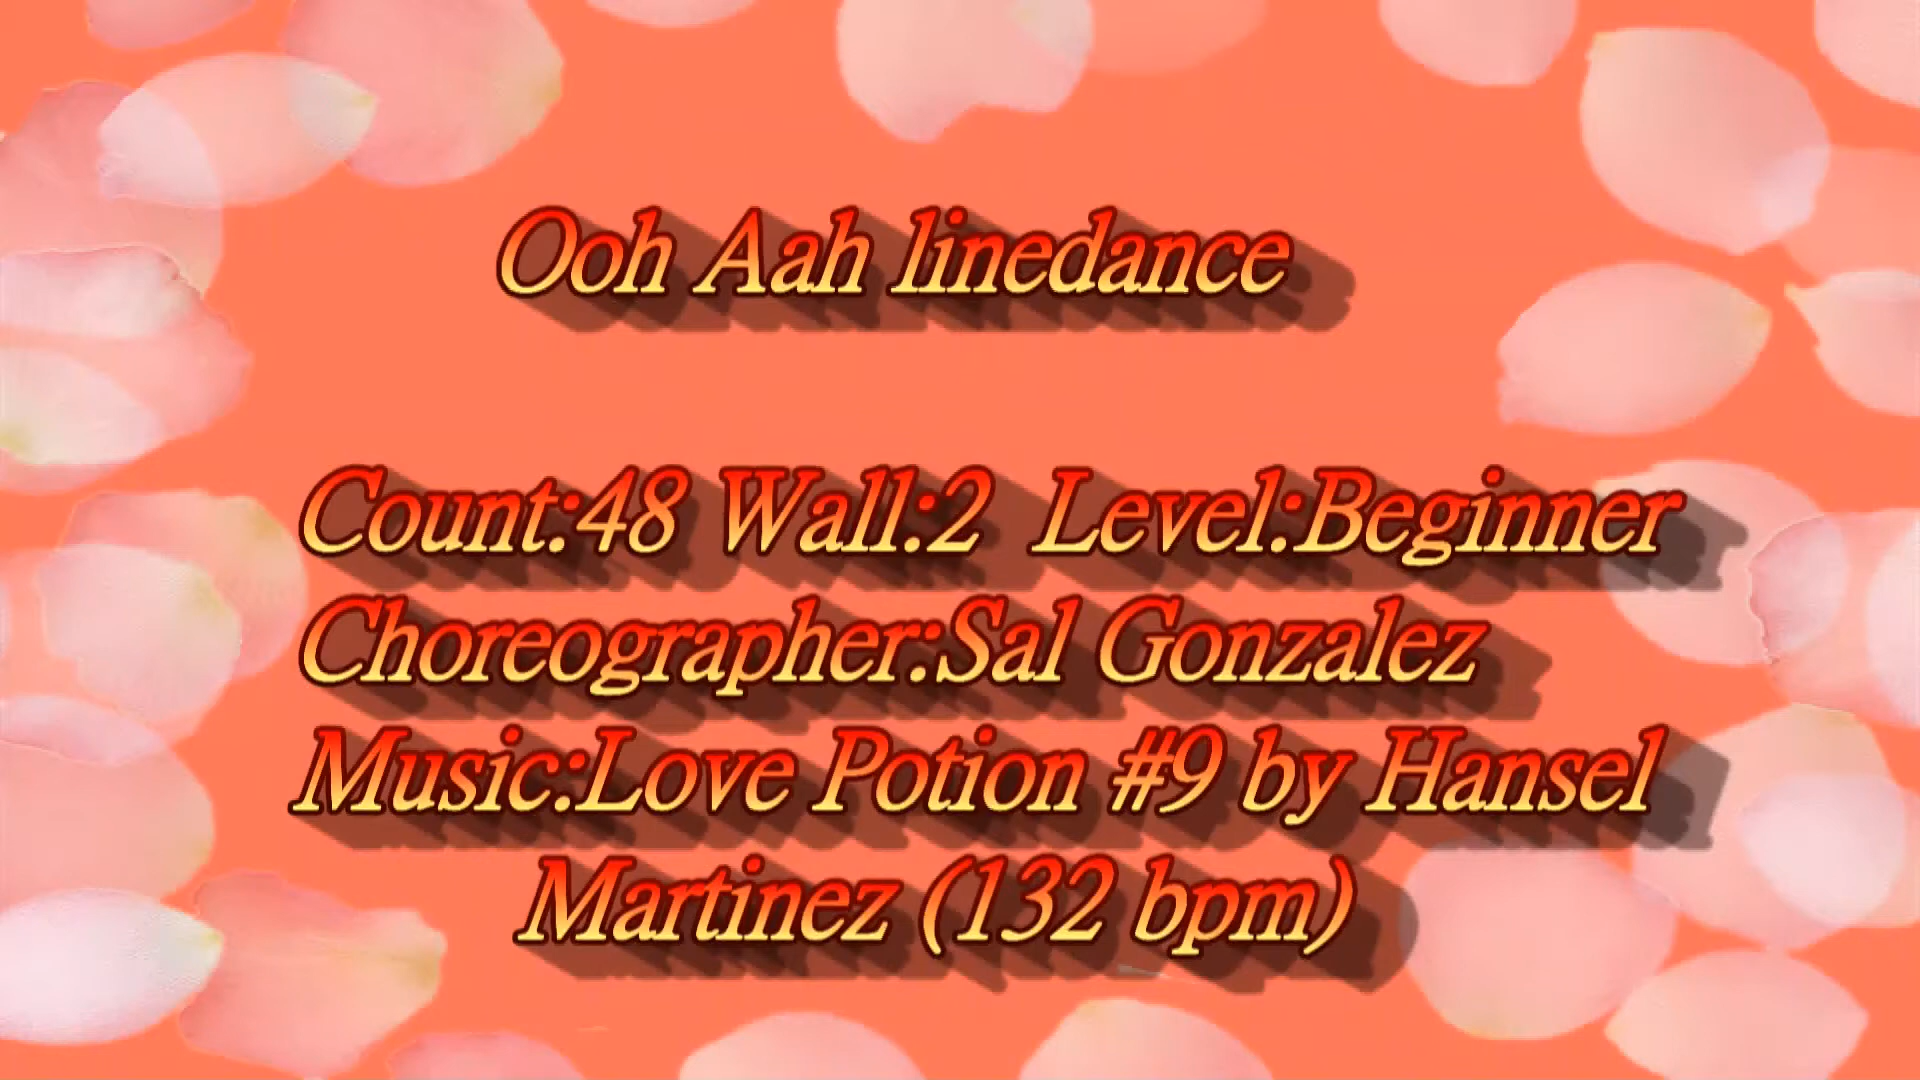 Ooh Aah linedance
Count:48 Wall:2 Level:Beginner
Choreographer:Sal Gonzalez
Music:Love Potion #9 by Hansel
Martinez (132 bpm)